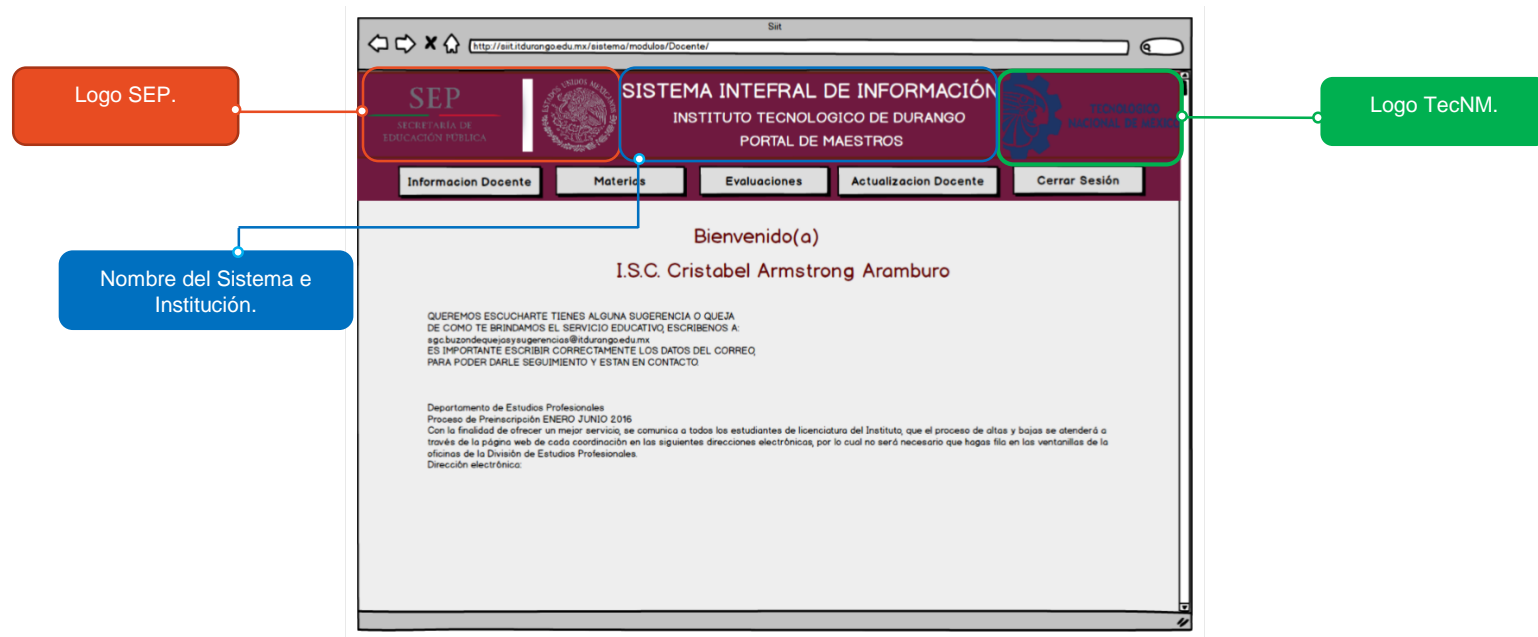 Siit
http://siit.itdurango.edu.mx/sistema/modulos/Docente/
Logo SEP.
SEP
SECRETARÍA DE
EDUCACIÓN PÚBLICA
ESTADOS UNIDOS MEXICANOS
SISTEMA INTEFRAL DE INFORMACIÓN
INSTITUTO TECNOLOGICO DE DURANGO
PORTAL DE MAESTROS
TECNOLÓGICO
NACIONAL DE MÉXICO
Logo TecNM.
Informacion Docente
Materias
Evaluaciones
Actualizacion Docente
Cerrar Sesión
Nombre del Sistema e
Institución.
Bienvenido(a)
I.S.C. Cristabel Armstrong Aramburo
QUEREMOS ESCUCHARTE TIENES ALGUNA SUGERENCIA O QUEJA
DE COMO TE BRINDAMOS EL SERVICIO EDUCATIVO, ESCRIBENOS A:
sgc.buzondequejasysugerencias@itdurango.edu.mx
ES IMPORTANTE ESCRIBIR CORRECTAMENTE LOS DATOS DEL CORREO,
PARA PODER DARLE SEGUIMIENTO Y ESTAN EN CONTACTO.
Departamento de Estudios Profesionales
Proceso de Preinscripción ENERO JUNIO 2016
Con la finalidad de ofrecer un mejor servicio, se comunica a todos los estudiantes de licenciatura del Instituto, que el proceso de altas y bajas se atenderá a
través de la página web de cada coordinación en las siguientes direcciones electrónicas, por lo cual no será necesario que hagas fila en las ventanillas de la
oficinas de la División de Estudios Profesionales.
Dirección electrónica: